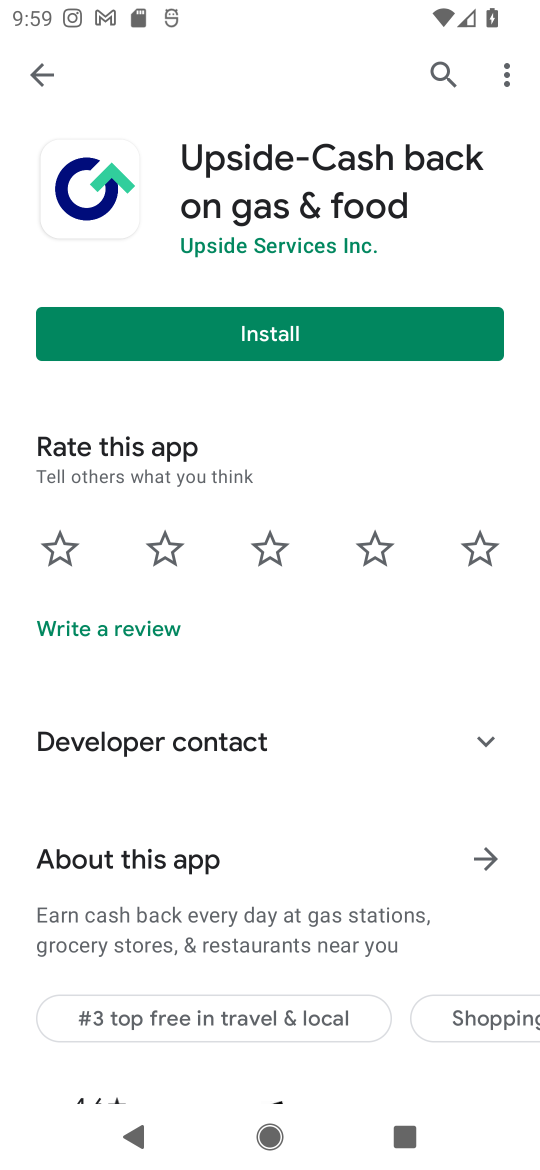 9:59
Upside-Cash back
on gas & food
Upside Services Inc.
Install
Rate this app
Tell others what you think
Write a review
Developer contact
About this app
Earn cash back every day at gas stations,
grocery stores, & restaurants near you
#3 top free in travel & local
Shopping